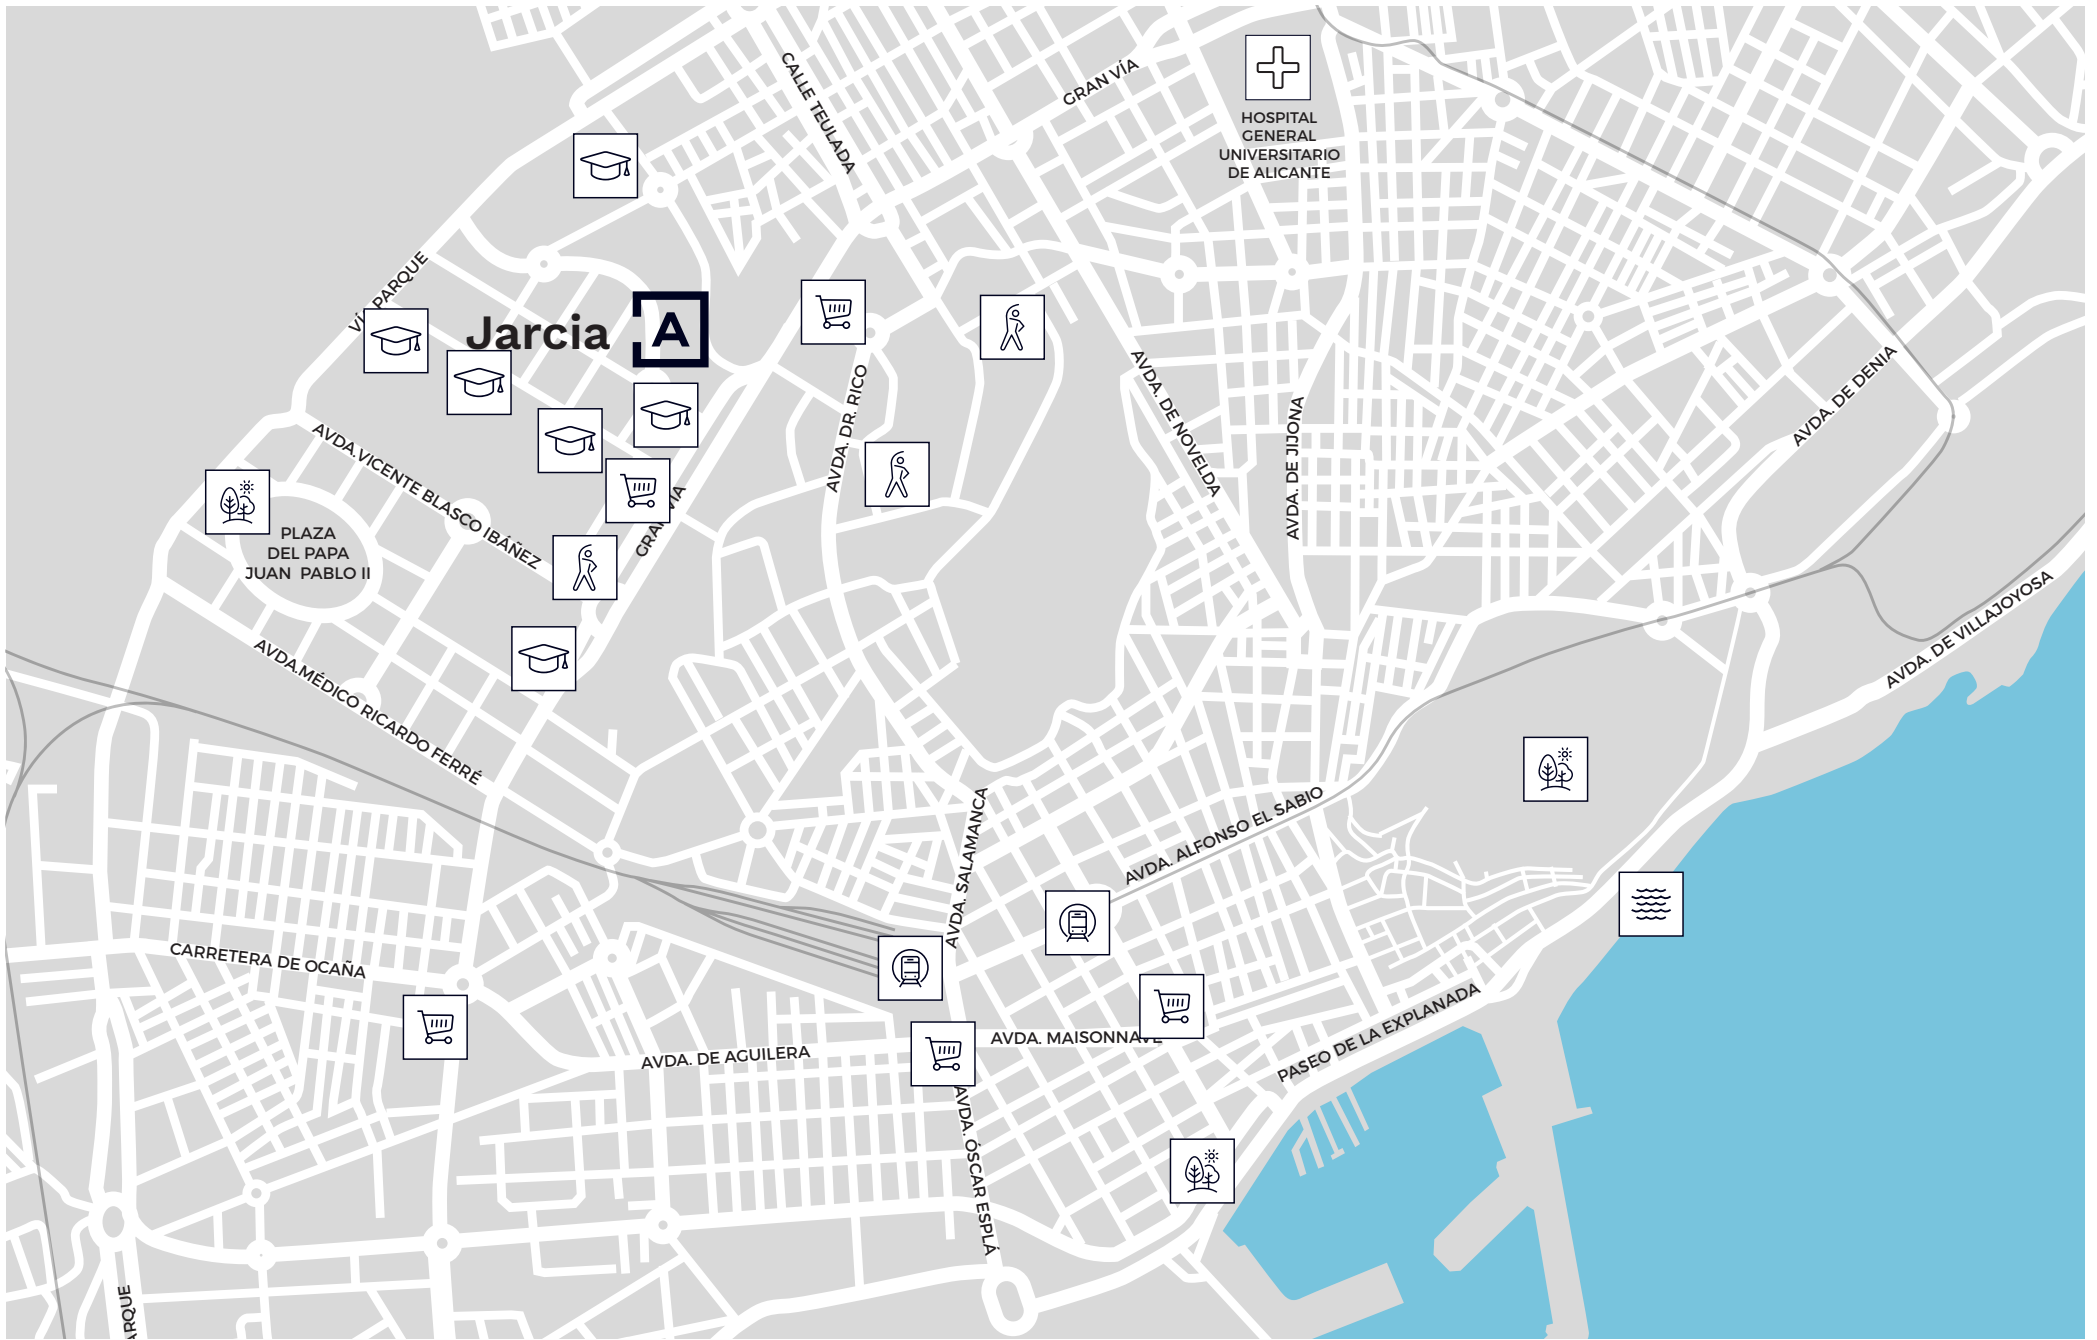 CALLE TEULADA
GRAN VÍA
HOSPITAL
GENERAL
UNIVERSITARIO
DE ALICANTE
PARQUE
Jarcia A
AVDA. DR. RICO
AVDA. DE NOVELDA
AVDA. DE JIJONA
AVDA. DE DENIA
AVDA.VICENTE BLASCO IBÁÑEZ
PLAZA
DEL PAPA
JUAN PABLO II
AVDA. DE VILLAJOYOSA
AVDA.MÉDICO RICARDO FERRÉ
AVDA. SALAMANCA
AVDA. ALFONSO EL SABIO
CARRETERA DE OCAÑA
AVDA. DE AGUILERA
AVDA. MAISONNAVE
PASEO DE LA EXPLANADA
AVDA. ÓSCAR ESPLÁ